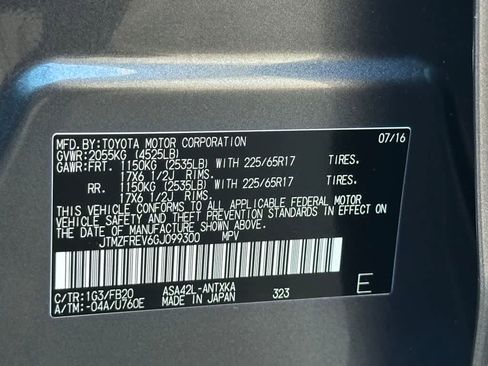 MFD.BY:TOYOTA MOTOR CORPORATION 07/16
GVWR:2055KG (4525LB)
GAWR:FRT. 1150KG (2535LB) WITH 225/65R17 TIRES.
17X6 1/2J RIMS.
RR. 1150KG (2535LB) WITH 225/65R17 TIRES.
17X6 1/2J RIMS.
THIS VEHICLE CONFORMS TO ALL APPLICABLE FEDERAL MOTOR
VEHICLE SAFETY AND THEFT PREVENTION STANDARDS IN EFFECT ON
THE DATE OF MANUFACTURE SHOWN ABOVE.
JTMZFREV6GJ099300 MPV
C/TR:1G3/FB20 ASA42L-ANTXKA E
A/TM:-04A/U760E MADE IN JAPAN 323